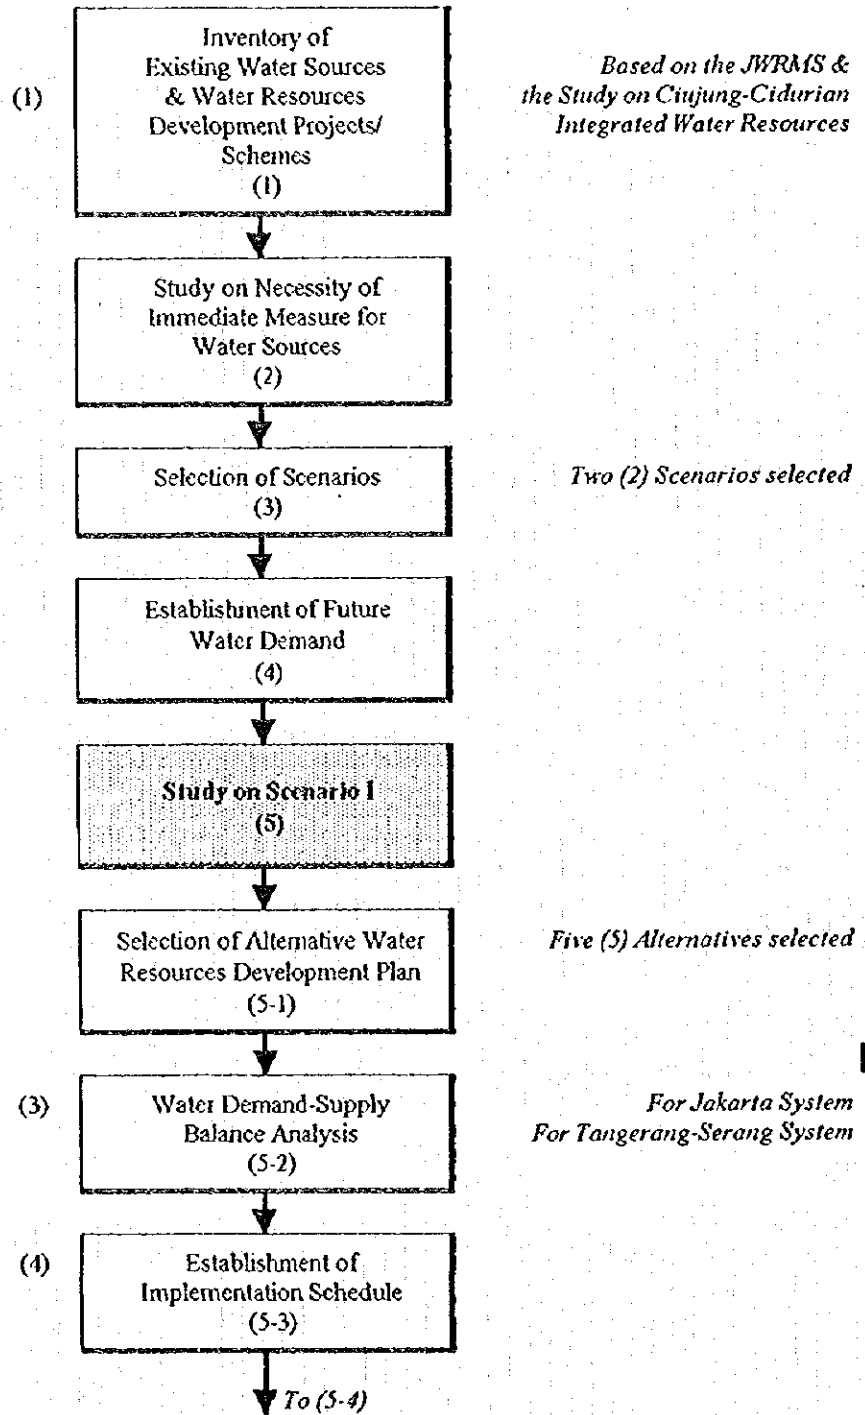 Inventory of
Existing Water Sources
(1) & Water Resources
Development Projects/
Schemes
(1)
Based on the JWRMS &
the Study on Ciujung-Cidurian
Integrated Water Resources
Study on Necessity of
Immediate Measure for
Water Sources
(2)
Selection of Scenarios
(3)
Two (2) Scenarios selected
Establishment of Future
Water Demand
(4)
Study on Scenario I
(5)
Selection of Alternative Water
Resources Development Plan
(5-1)
Five (5) Alternatives selected
(3) Water Demand-Supply
Balance Analysis
(5-2)
For Jakarta System
For Tangerang-Serang System
(4) Establishment of
Implementation Schedule
(5-3)
To (5-4)